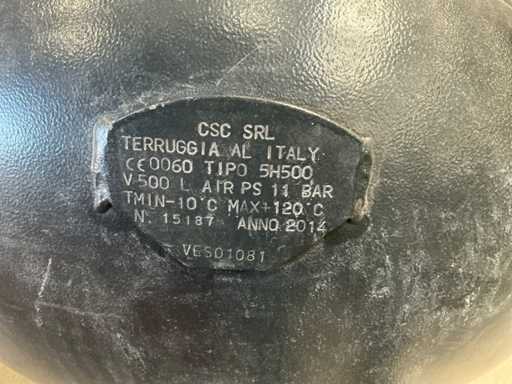 CSC SRL
TERRUGGIA AL ITALY
CE0060 TIPO 5H500
V.500 L AIR PS 11 BAR
TMIN-10°C MAX+120°C
N. 15187 ANNO 2014
VES01081